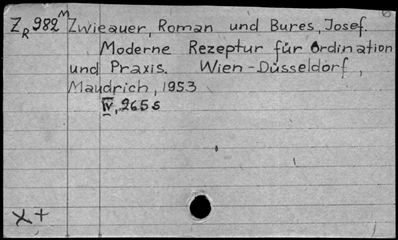 Z R 982 M Zwieauer, Roman und Bures, Josef.
Moderne Rezeptur für Ordination
und Praxis. Wien-Düsseldorf,
Maudrich, 1953
IV, 265 s
X +